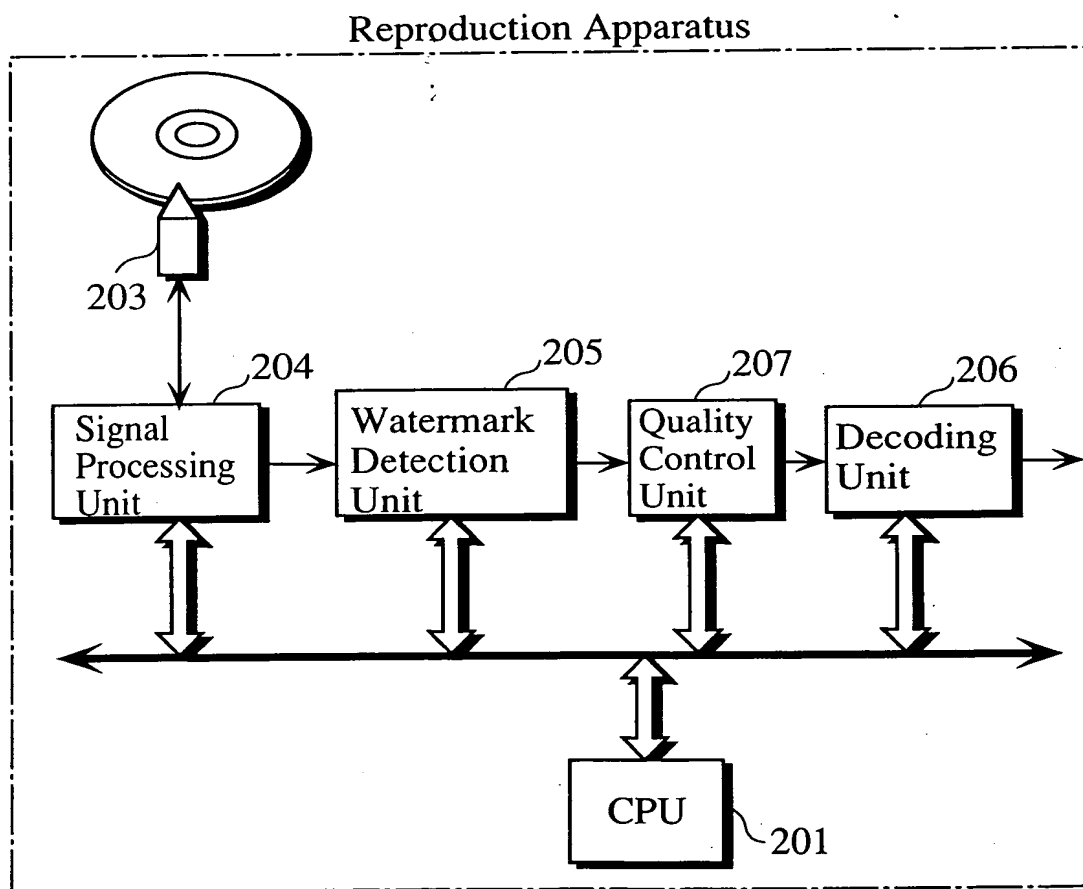 Reproduction Apparatus
203
204
Signal
Processing
Unit
205
Watermark
Detection
Unit
207
Quality
Control
Unit
206
Decoding
Unit
CPU
201